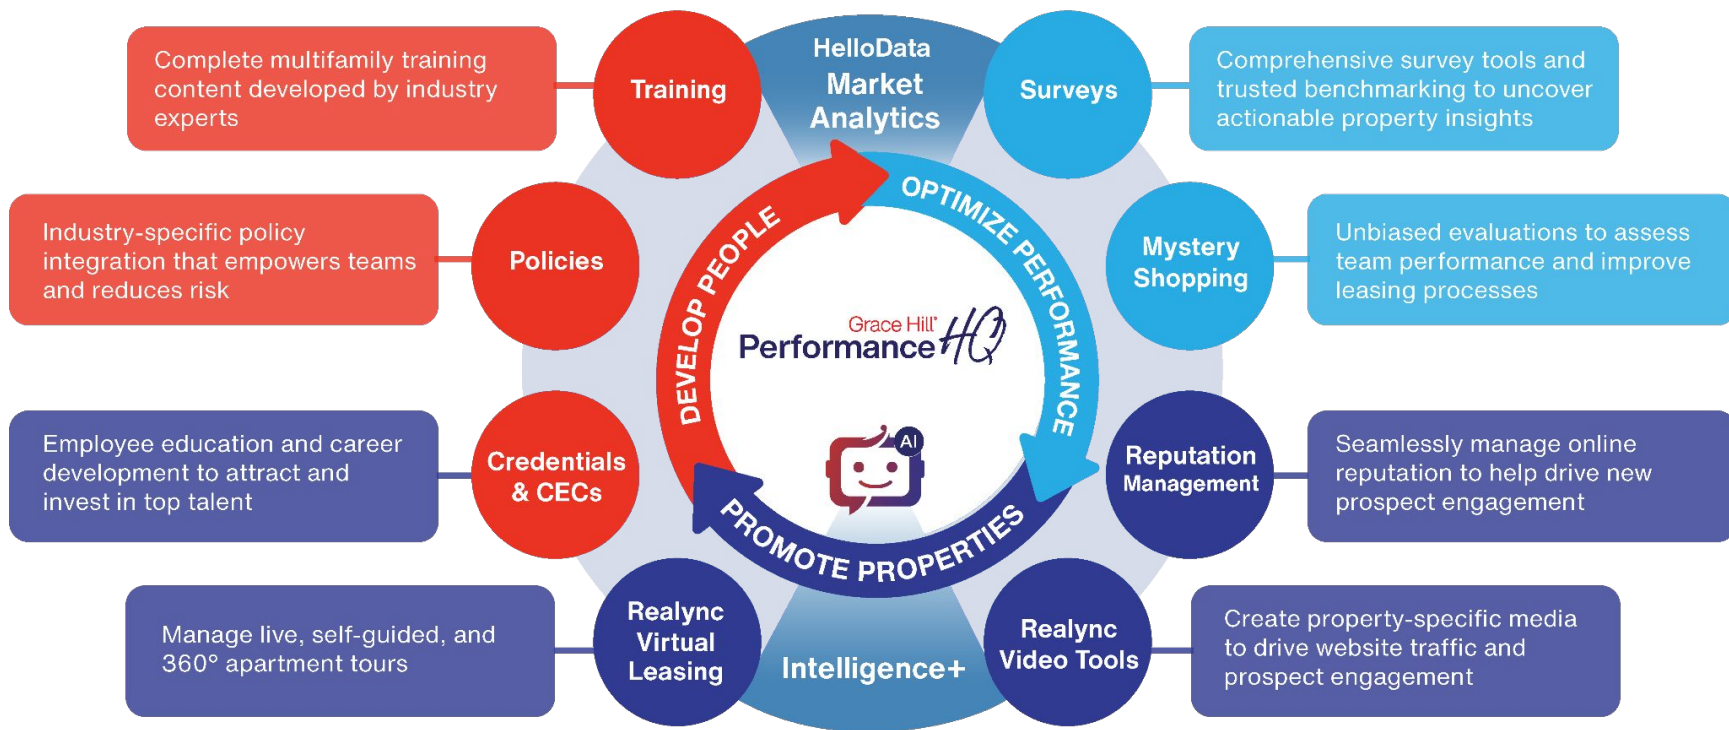 Complete multifamily training
content developed by industry
experts
Training
HelloData
Market
Analytics
Surveys
Comprehensive survey tools and
trusted benchmarking to uncover
actionable property insights
Industry-specific policy
integration that empowers teams
and reduces risk
Policies
DEVELOP PEOPLE
OPTIMIZE PERFORMANCE
Mystery
Shopping
Unbiased evaluations to assess
team performance and improve
leasing processes
Grace Hill®
Performance HQ
AI
Employee education and career
development to attract and
invest in top talent
Credentials
& CECs
PROMOTE PROPERTIES
Reputation
Management
Seamlessly manage online
reputation to help drive new
prospect engagement
Manage live, self-guided, and
360° apartment tours
Realync
Virtual
Leasing
Intelligence+
Realync
Video Tools
Create property-specific media
to drive website traffic and
prospect engagement